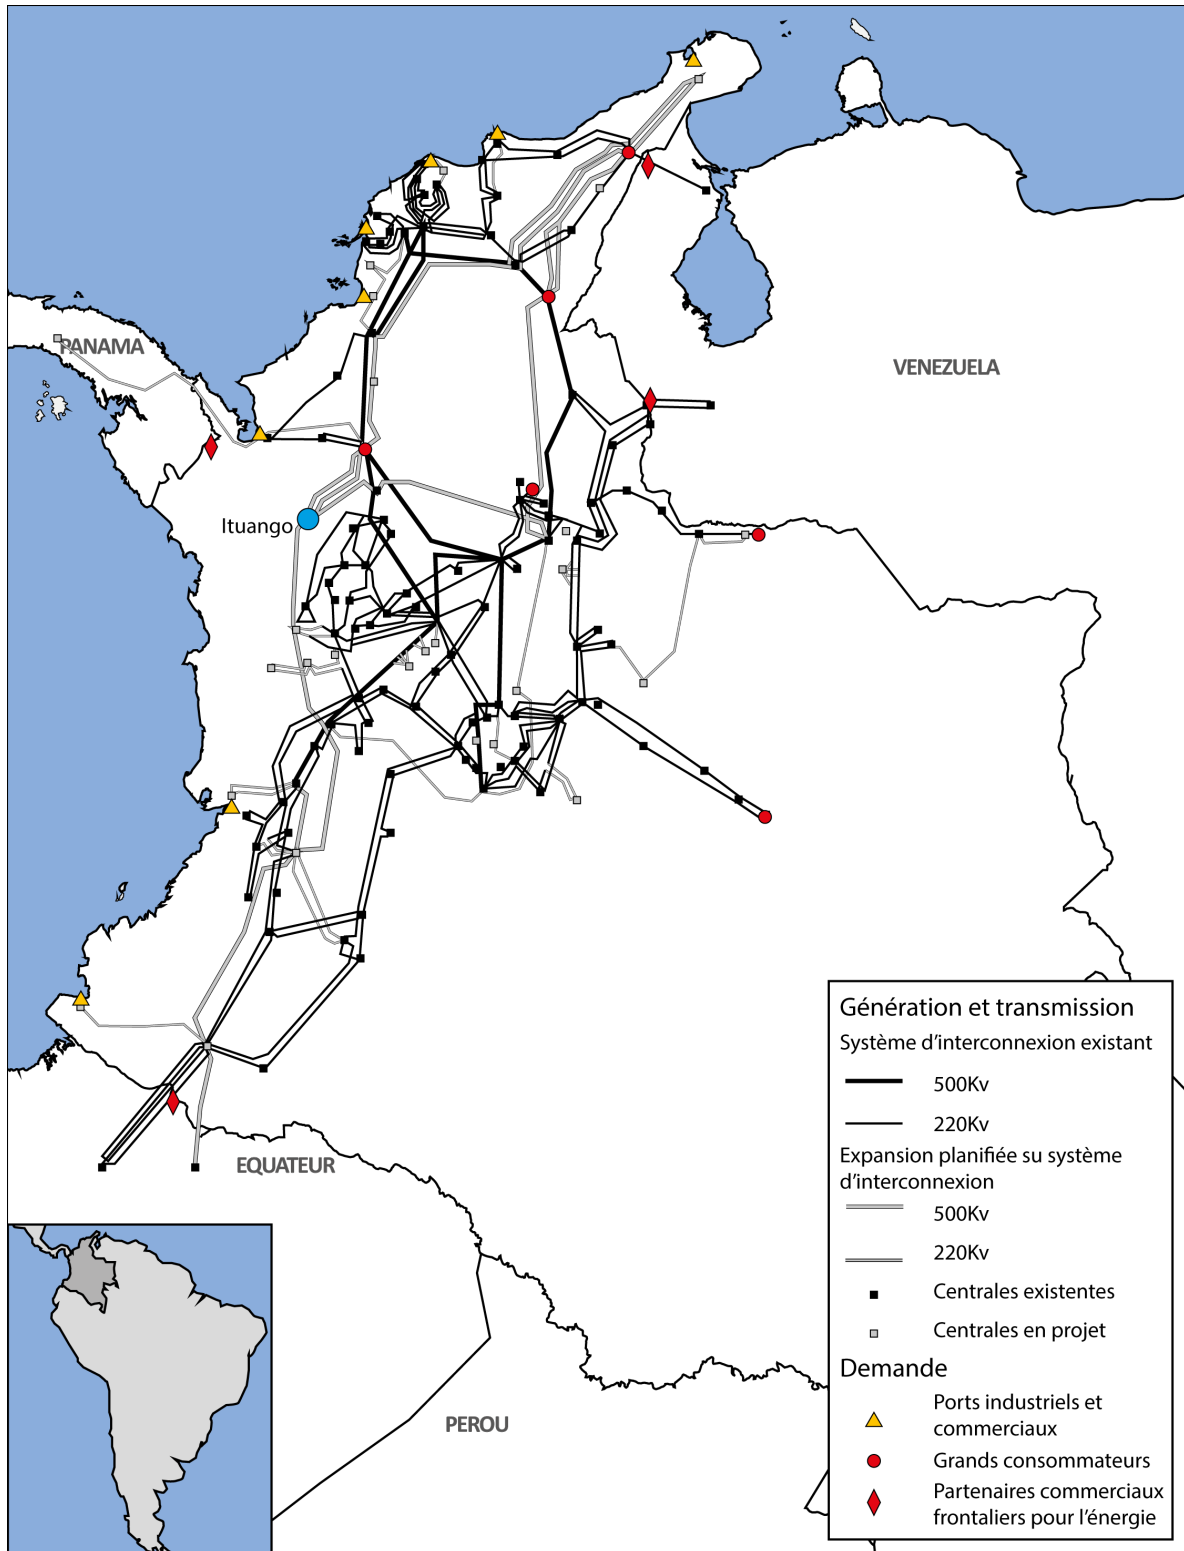 PANAMA
VENEZUELA
Ituango
EQUATEUR
PEROU
Génération et transmission
Système d'interconnexion existant
500Kv
220Kv
Expansion planifiée su système
d'interconnexion
500Kv
220Kv
Centrales existentes
Centrales en projet
Demande
Ports industriels et
commerciaux
Grands consommateurs
Partenaires commerciaux
frontaliers pour l'énergie